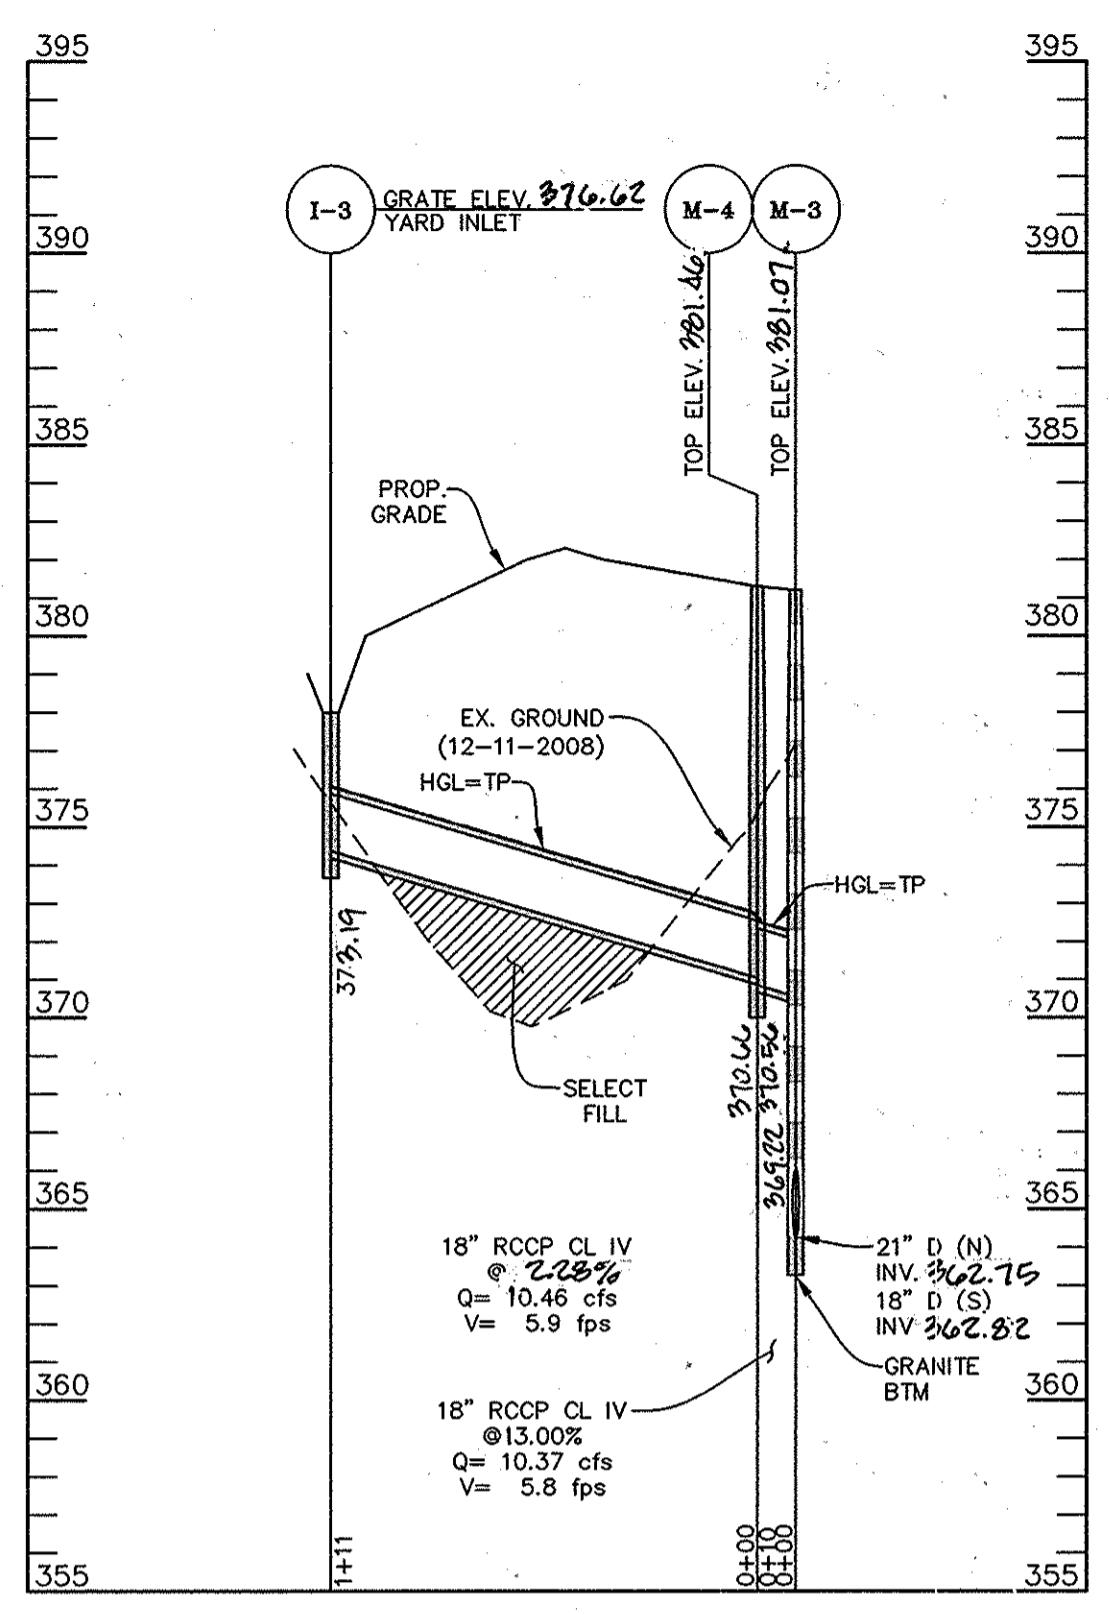 395
395
I-3
GRATE ELEV. 376.62
YARD INLET
M-4
M-3
390
390
TOP ELEV. 381.46
TOP ELEV. 381.07
385
385
PROP.
GRADE
380
380
EX. GROUND
(12-11-2008)
HGL=TP
375
375
HGL=TP
373.19
370
370
370.66
369.22 370.56
SELECT
FILL
365
365
18" RCCP CL IV
@ 2.28%
Q= 10.46 cfs
V= 5.9 fps
21" D (N)
INV. 362.75
18" D (S)
INV 362.82
GRANITE
BTM
360
360
18" RCCP CL IV
@13.00%
Q= 10.37 cfs
V= 5.8 fps
1+11
0+00
0+10
0+00
355
355